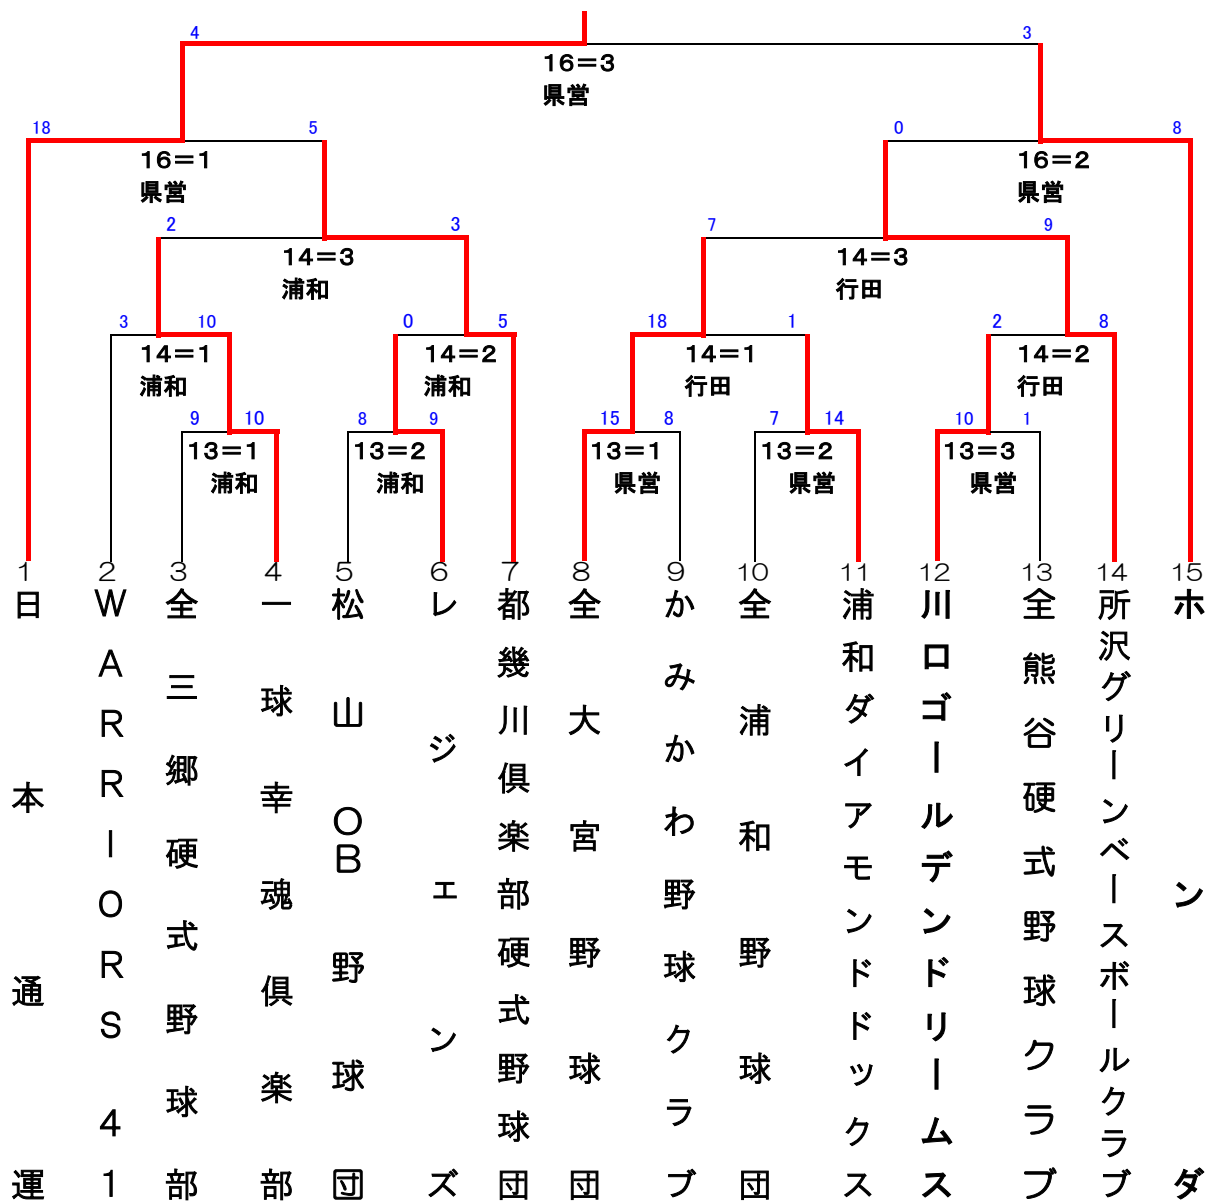 4 3
16=3
県営
18 5 0 8
16=1 16=2
県営 県営
2 3 7 9
14=3 14=3
浦和 行田
3 10 0 5 18 1 2 8
14=1 14=2 14=1 14=2
浦和 浦和 行田 行田
9 10 8 9 15 8 7 14 10 1
13=1 13=2 13=1 13=2 13=3
浦和 浦和 県営 県営 県営
1 2 3 4 5 6 7 8 9 10 11 12 13 14 15
日本通運
WARRIORS41
全三郷硬式野球部
一球幸魂倶楽部
松山OB野球団
レジェンズ
都幾川倶楽部硬式野球団
全大宮野球団
かみかわ野球クラブ
全浦和野球団
浦和ダイアモンドドックス
川口ゴールデンドリームス
全熊谷硬式野球クラブ
所沢グリーンベースボールクラブ
ホンダ